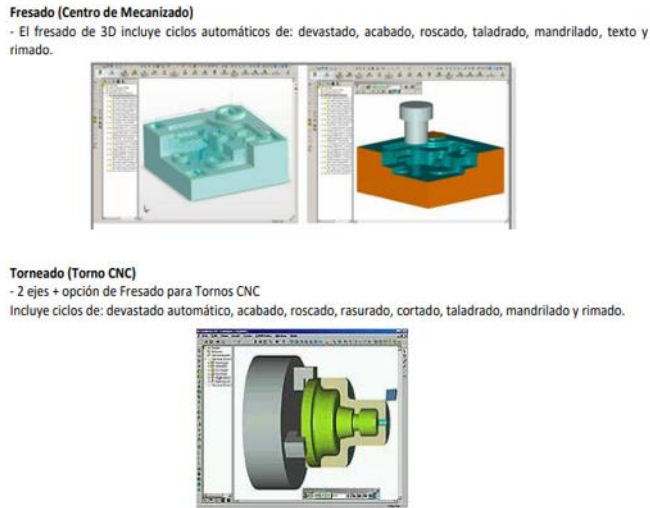 Fresado (Centro de Mecanizado)
- El fresado de 3D incluye ciclos automáticos de: devastado, acabado, roscado, taladrado, mandrilado, texto y
rimado.
Torneado (Torno CNC)
- 2 ejes + opción de Fresado para Tornos CNC
Incluye ciclos de: devastado automático, acabado, roscado, rasurado, cortado, taladrado, mandrilado y rimado.